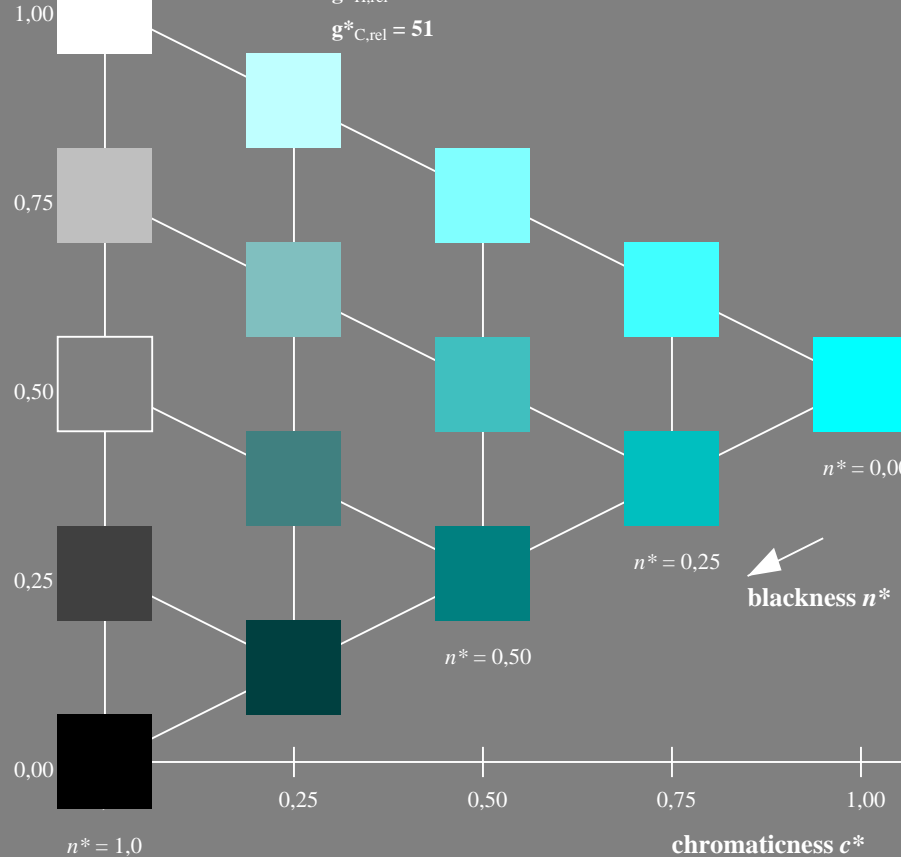 1,00
g*C,rel = 51
0,75
0,50
n* = 0,00
0,25
n* = 0,25
blackness n*
n* = 0,50
0,00
0,25
0,50
0,75
1,00
n* = 1,0
chromaticness c*